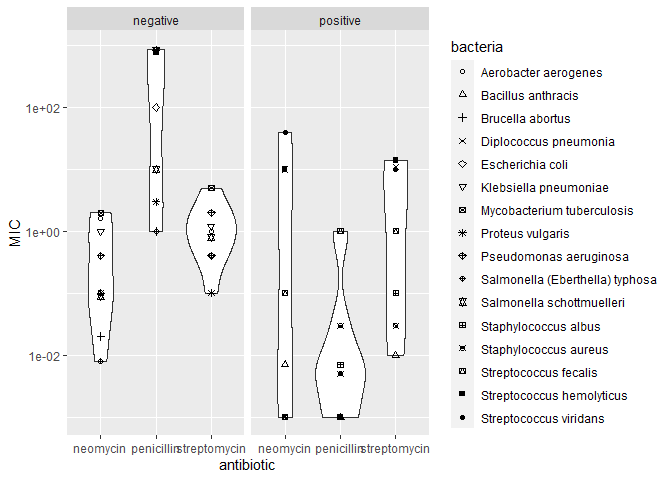 negative
positive
bacteria
Aerobacter aerogenes
Bacillus anthracis
Brucella abortus
Diplococcus pneumonia
Escherichia coli
Klebsiella pneumoniae
Mycobacterium tuberculosis
Proteus vulgaris
Pseudomonas aeruginosa
Salmonella (Eberthella) typhosa
Salmonella schottmuelleri
Staphylococcus albus
Staphylococcus aureus
Streptococcus fecalis
Streptococcus hemolyticus
Streptococcus viridans
MIC
1e+02
1e+00
1e-02
neomycin penicillin streptomycin
neomycin penicillin streptomycin
antibiotic